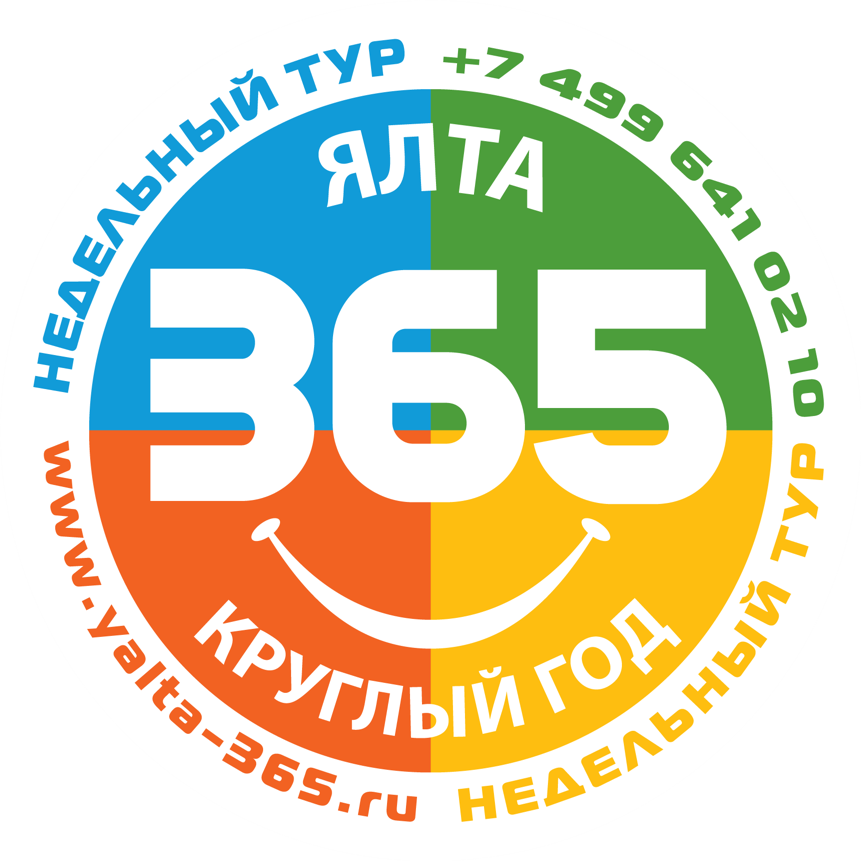 НЕДЕЛЬНЫЙ ТУР
+7 499 641 02 10
ЯЛТА
365
КРУГЛЫЙ ГОД
www.yalta-365.ru
НЕДЕЛЬНЫЙ ТУР